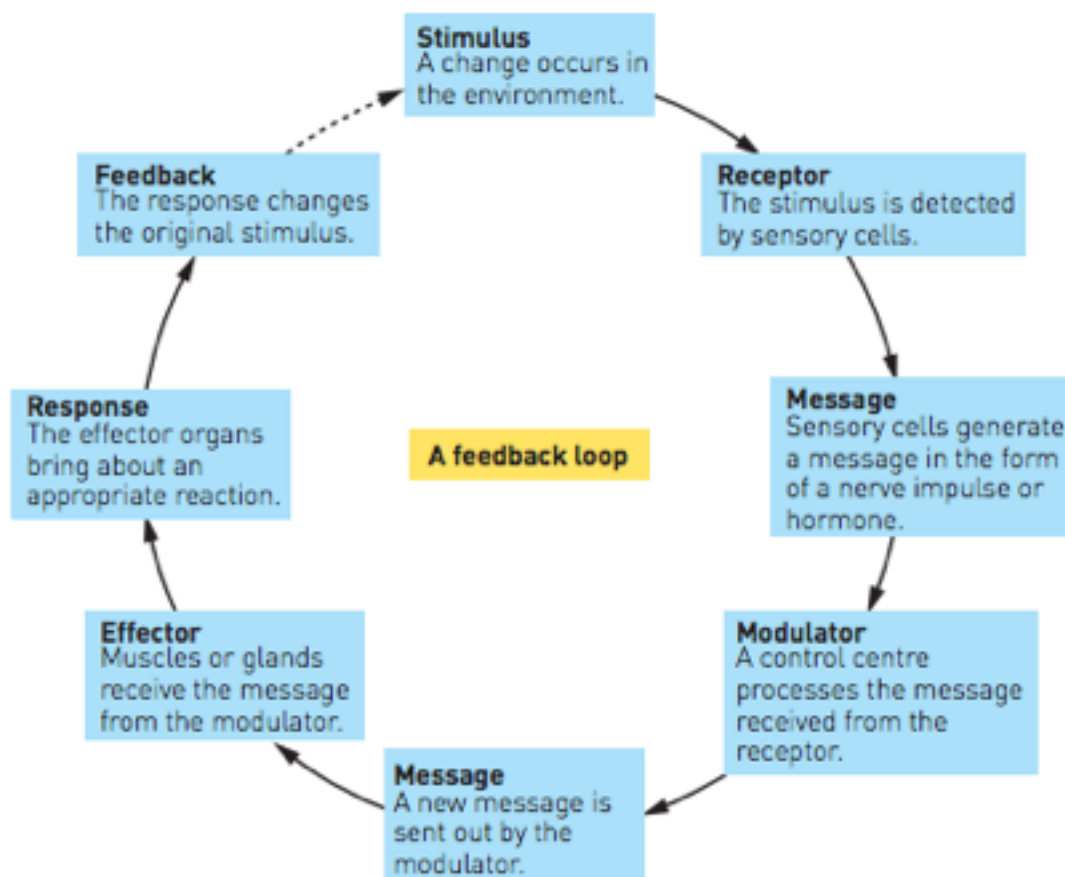 Stimulus
A change occurs in
the environment.
Receptor
The stimulus is detected
by sensory cells.
Message
Sensory cells generate
a message in the form
of a nerve impulse or
hormone.
Modulator
A control centre
processes the message
received from the
receptor.
Message
A new message is
sent out by the
modulator.
Effector
Muscles or glands
receive the message
from the modulator.
Response
The effector organs
bring about an
appropriate reaction.
Feedback
The response changes
the original stimulus.
A feedback loop